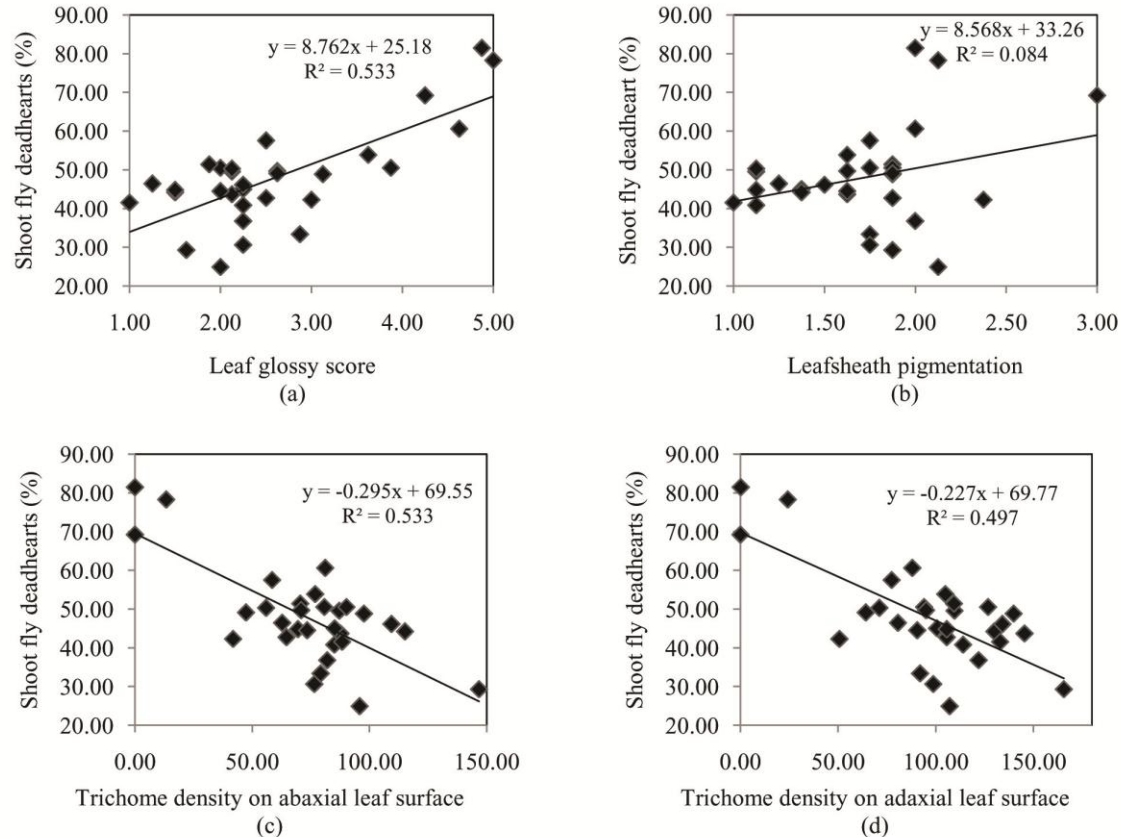 90.00
80.00
70.00
60.00
50.00
40.00
30.00
20.00
Shoot fly deadhearts (%)
y = 8.762x + 25.18
R² = 0.533
1.00 2.00 3.00 4.00 5.00
Leaf glossy score
(a)
90.00
80.00
70.00
60.00
50.00
40.00
30.00
20.00
Shoot fly deadheart (%)
y = 8.568x + 33.26
R² = 0.084
1.00 1.50 2.00 2.50 3.00
Leafsheath pigmentation
(b)
90.00
80.00
70.00
60.00
50.00
40.00
30.00
20.00
Shoot fly deadhearts (%)
y = -0.295x + 69.55
R² = 0.533
0.00 50.00 100.00 150.00
Trichome density on abaxial leaf surface
(c)
90.00
80.00
70.00
60.00
50.00
40.00
30.00
20.00
Shoot fly deadhearts (%)
y = -0.227x + 69.77
R² = 0.497
0.00 50.00 100.00 150.00
Trichome density on adaxial leaf surface
(d)